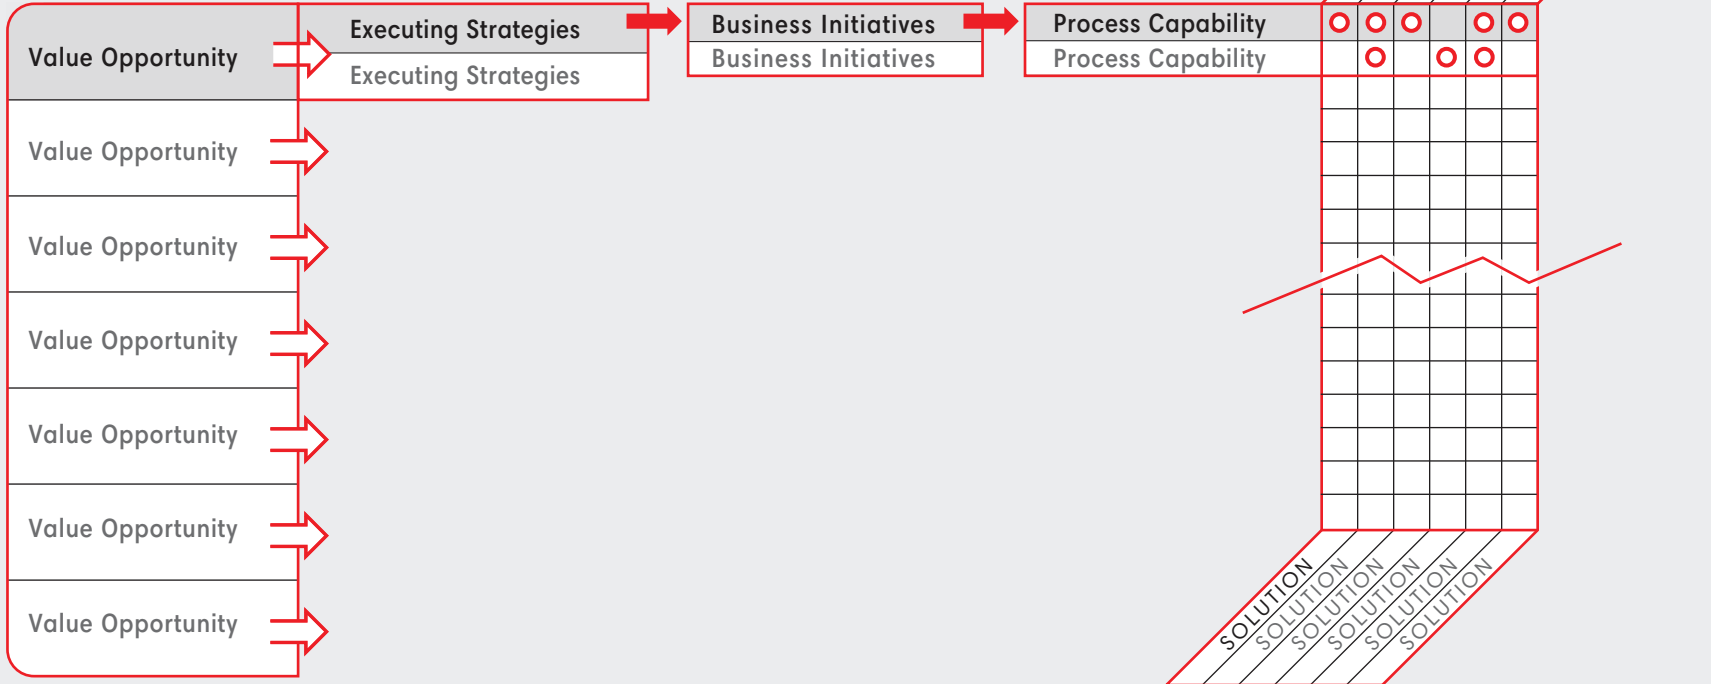 Value Opportunity
Executing Strategies
Executing Strategies
Business Initiatives
Business Initiatives
Process Capability
Process Capability
Value Opportunity
Value Opportunity
Value Opportunity
Value Opportunity
Value Opportunity
Value Opportunity
SOLUTION
SOLUTION
SOLUTION
SOLUTION
SOLUTION
SOLUTION